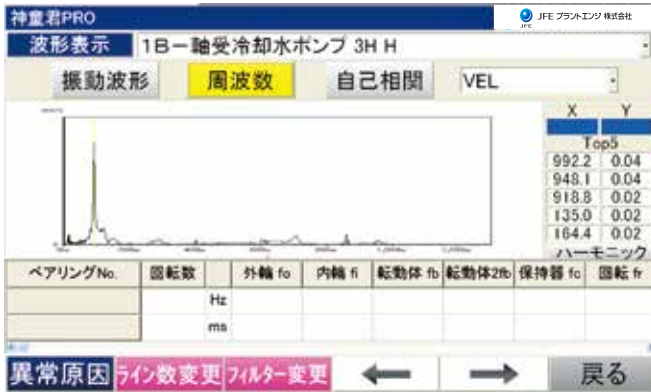 神童君PRO
JFE プラントエンジ 株式会社
JFE
波形表示 1B－軸受冷却水ポンプ 3H H
振動波形 周波数 自己相関 VEL
X Y
Top5
992.2 0.04
948.1 0.04
918.8 0.02
135.0 0.02
164.4 0.02
ハーモニック
ベアリングNo. 回転数 外輪 fo 内輪 fi 転動体 fb 転動体2fb 保持器 fc 回転 fr
Hz
ms
異常原因 ライン数変更 フィルター変更 戻る